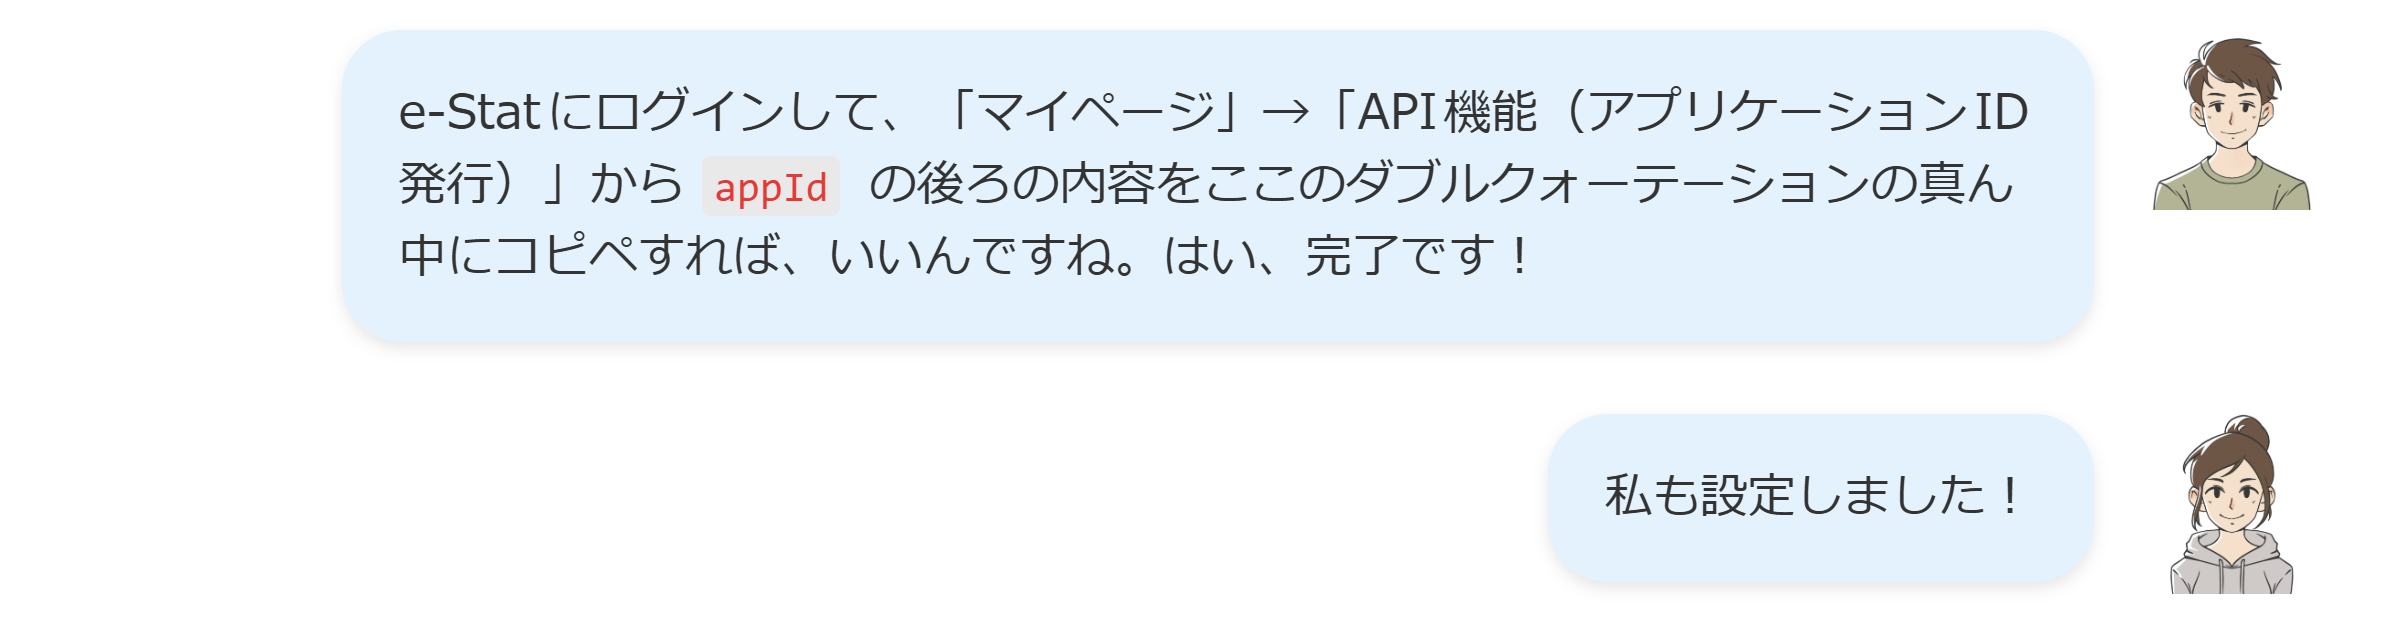 e-Statにログインして、「マイページ」→「API機能（アプリケーションID
発行）」から appId の後ろの内容をここのダブルクォーテーションの真ん
中にコピペすれば、いいんですね。はい、完了です！
私も設定しました！